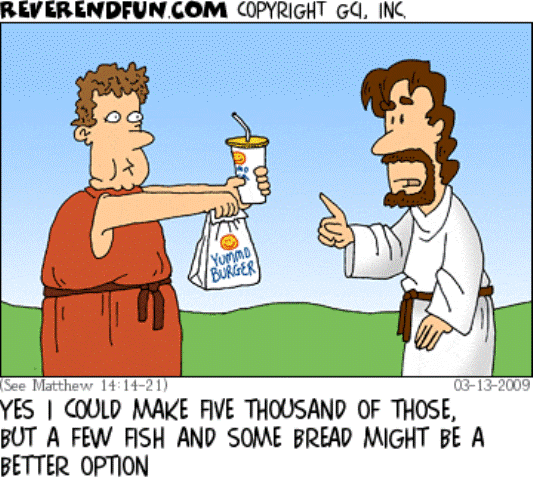 REVERENDFUN.COM COPYRIGHT GCI, INC.
YUMMO
BURGER
(See Matthew 14:14-21) 03-13-2009
YES I COULD MAKE FIVE THOUSAND OF THOSE,
BUT A FEW FISH AND SOME BREAD MIGHT BE A
BETTER OPTION